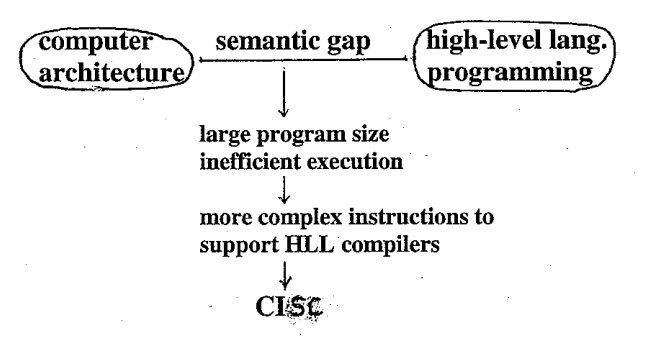 computer semantic gap high-level lang.
architecture programming
large program size
inefficient execution
more complex instructions to
support HLL compilers
CISC